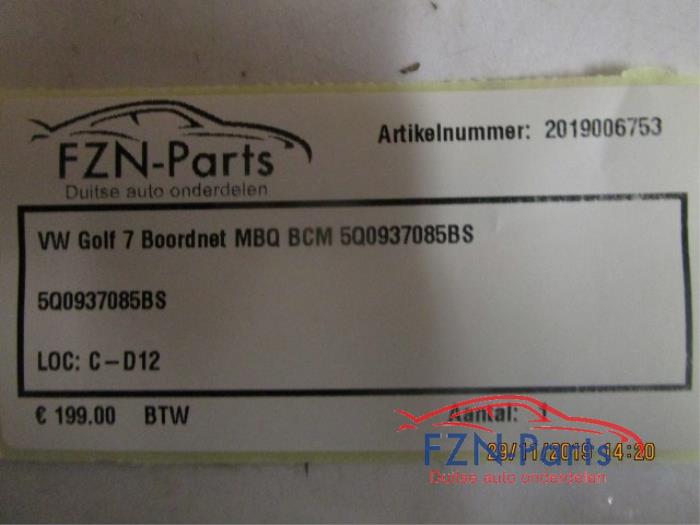 FZN-Parts
Duitse auto onderdelen
Artikelnummer: 2019006753
VW Golf 7 Boordnet MBQ BCM 5Q0937085BS
5Q0937085BS
LOC: C-D12
€ 199.00 BTW
Aantal: 1
FZN-Parts
29/11/2019 14:20
Duitse auto onderdelen